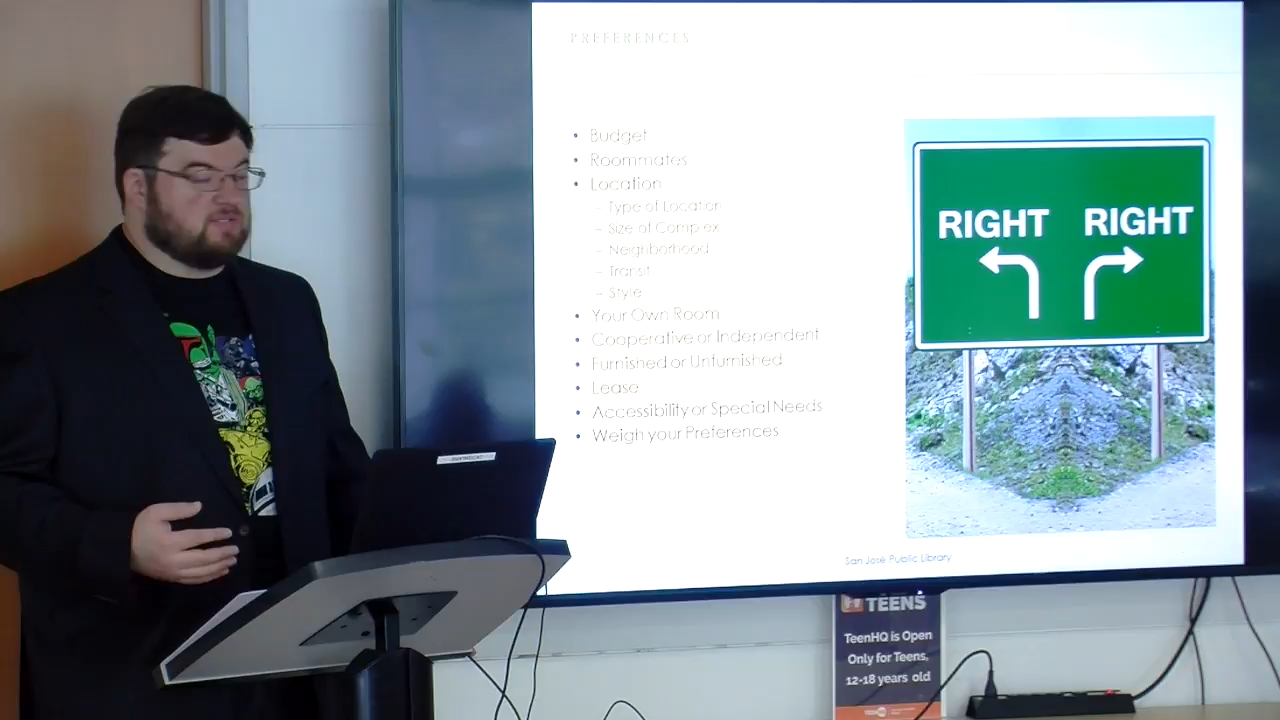 PREFERENCES
• Budget
• Roommates
• Location
– Type of Location
– Size of Complex
– Neighborhood
– Transit
– Style
• Your Own Room
• Cooperative or Independent
• Furnished or Unfurnished
• Lease
• Accessibility or Special Needs
• Weigh your Preferences
RIGHT RIGHT
San José Public Library
TEENS
TeenHQ is Open
Only for Teens,
12-18 years old